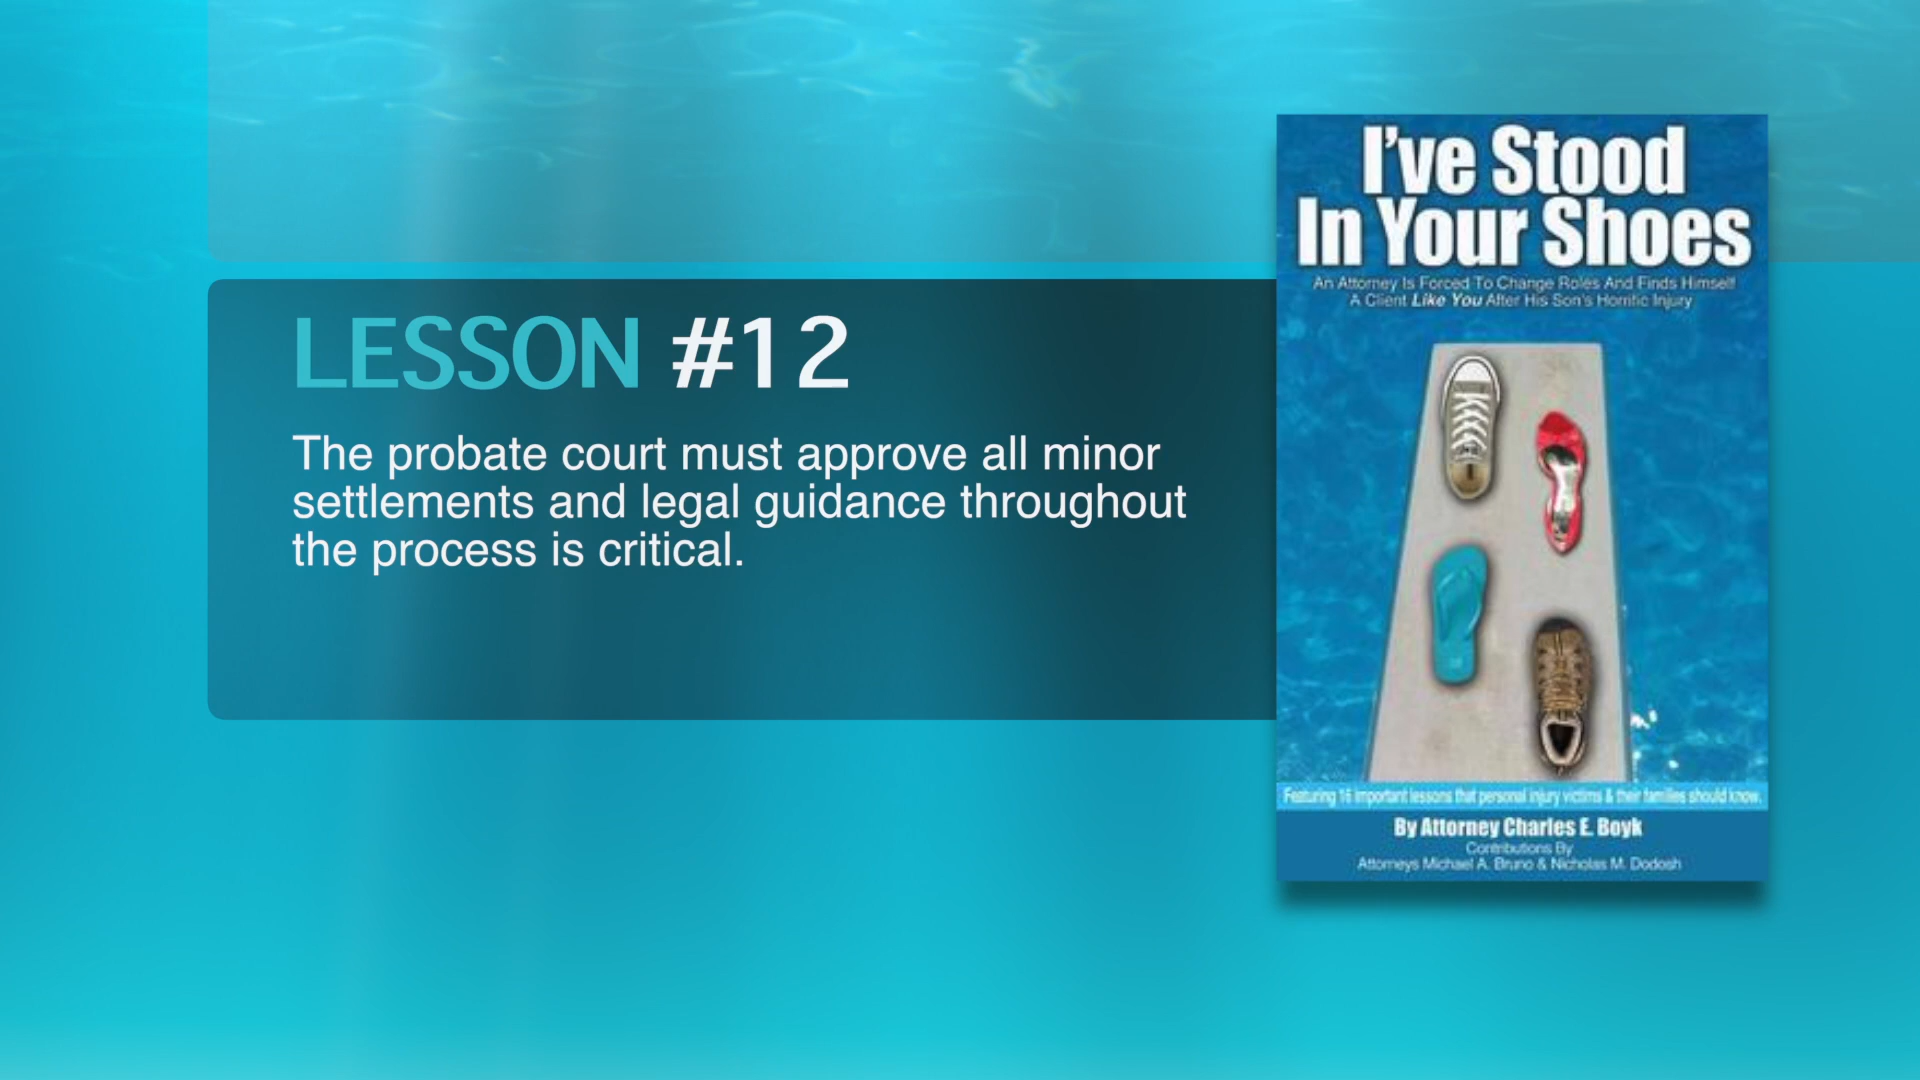 LESSON #12
The probate court must approve all minor
settlements and legal guidance throughout
the process is critical.
I've Stood
In Your Shoes
An Attorney Is Forced To Change Roles And Finds Himself
A Client Like You After His Son's Horrific Injury
Featuring 16 important lessons that personal injury victims & their families should know.
By Attorney Charles E. Boyk
Contributions By
Attorneys Michael A. Bruno & Nicholas M. Dodosh